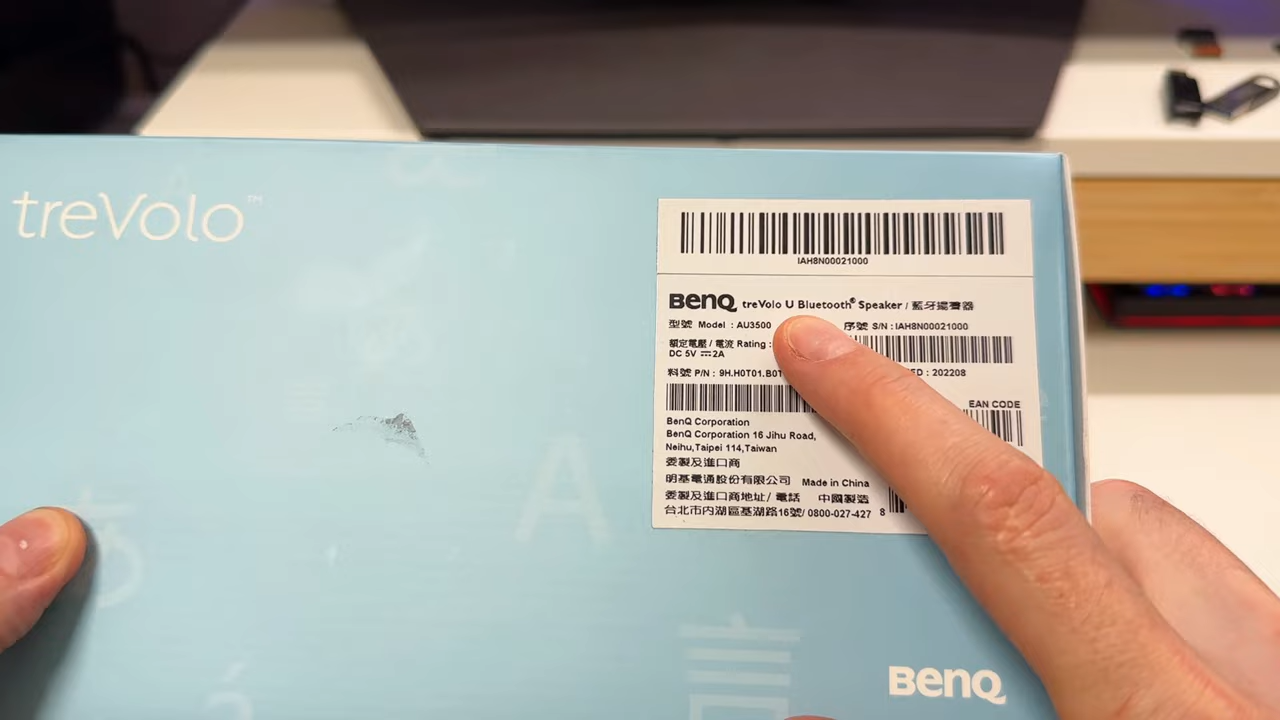 treVolo™
IAH8N00021000
BenQ treVolo U Bluetooth® Speaker / 藍牙揚聲器
型號 Model : AU3500
序號 S/N : IAH8N00021000
額定電壓 / 電流 Rating :
DC 5V ⎓ 2A
料號 P/N : 9H.H0T01.B0
D : 202208
EAN CODE
BenQ Corporation
BenQ Corporation 16 Jihu Road,
Neihu,Taipei 114,Taiwan
委製及進口商
明基電通股份有限公司 Made in China
委製及進口商地址/ 電話 中國製造
台北市內湖區基湖路16號/ 0800-027-427
8
A
BenQ